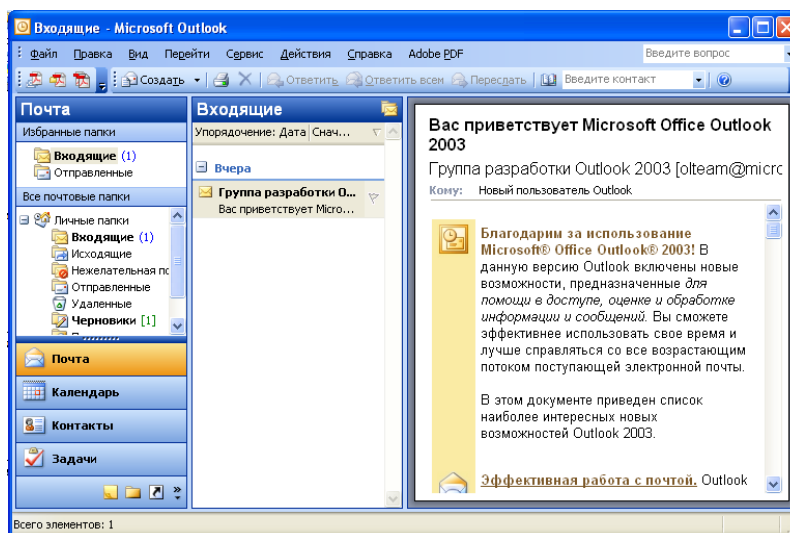 Входящие - Microsoft Outlook
Файл Правка Вид Перейти Сервис Действия Справка Adobe PDF Введите вопрос
Создать Ответить Ответить всем Переслать Введите контакт
Почта
Избранные папки
Входящие (1)
Отправленные
Все почтовые папки
Личные папки
Входящие (1)
Исходящие
Нежелательная по
Отправленные
Удаленные
Черновики [1]
Почта
Календарь
Контакты
Задачи
Входящие
Упорядочение: Дата Снач...
Вчера
Группа разработки O...
Вас приветствует Micro...
Вас приветствует Microsoft Office Outlook
2003
Группа разработки Outlook 2003 [olteam@micrc
Кому: Новый пользователь Outlook
Благодарим за использование
Microsoft® Office Outlook® 2003! В
данную версию Outlook включены новые
возможности, предназначенные для
помощи в доступе, оценке и обработке
информации и сообщений. Вы сможете
эффективнее использовать свое время и
лучше справляться со все возрастающим
потоком поступающей электронной почты.
В этом документе приведен список
наиболее интересных новых
возможностей Outlook 2003.
Эффективная работа с почтой. Outlook
Всего элементов: 1